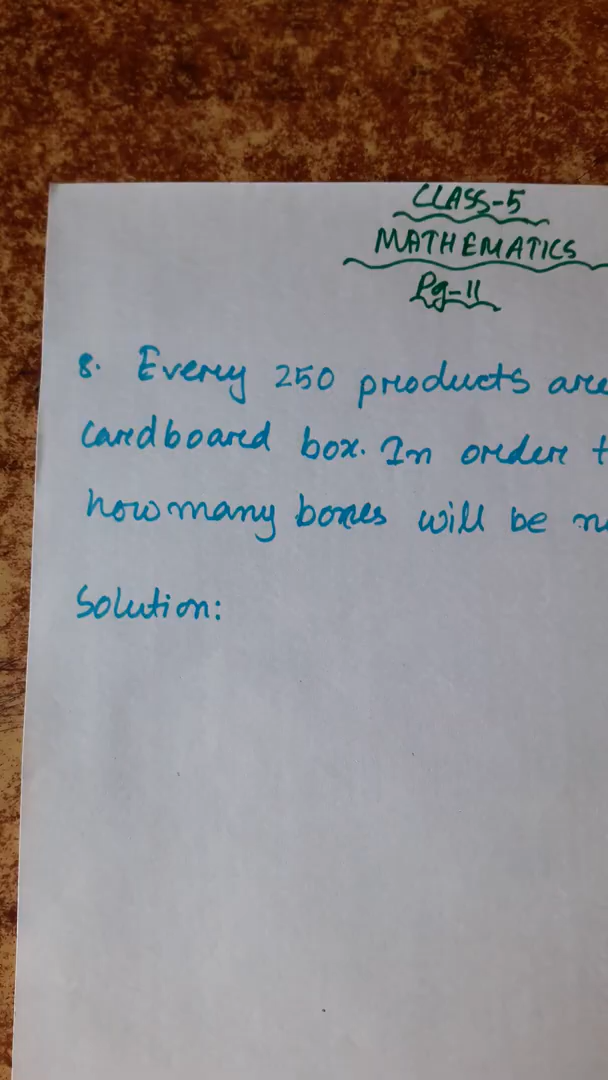 CLASS-5
MATHEMATICS
Pg-11
8. Every 250 products are
cardboard box. In order t
how many boxes will be n
Solution: